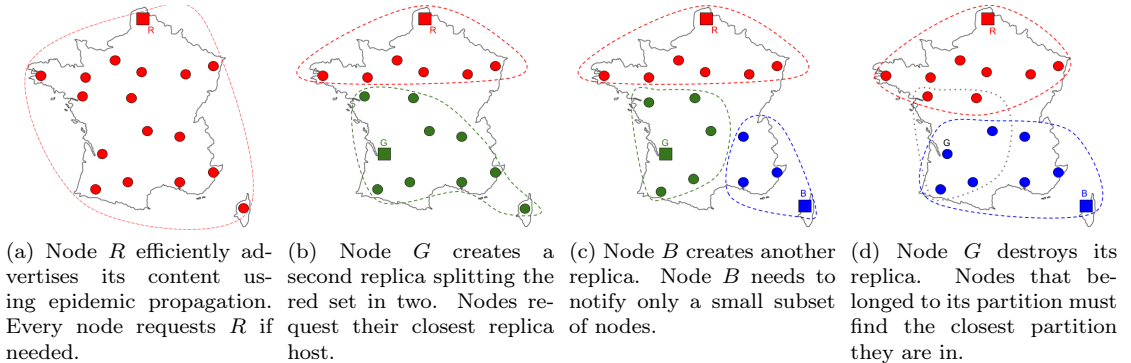 R
R
G
R
G
B
R
G
B
(a) Node R efficiently ad-
vertises its content us-
ing epidemic propagation.
Every node requests R if
needed.
(b) Node G creates a
second replica splitting the
red set in two. Nodes re-
quest their closest replica
host.
(c) Node B creates another
replica. Node B needs to
notify only a small subset
of nodes.
(d) Node G destroys its
replica. Nodes that be-
longed to its partition must
find the closest partition
they are in.